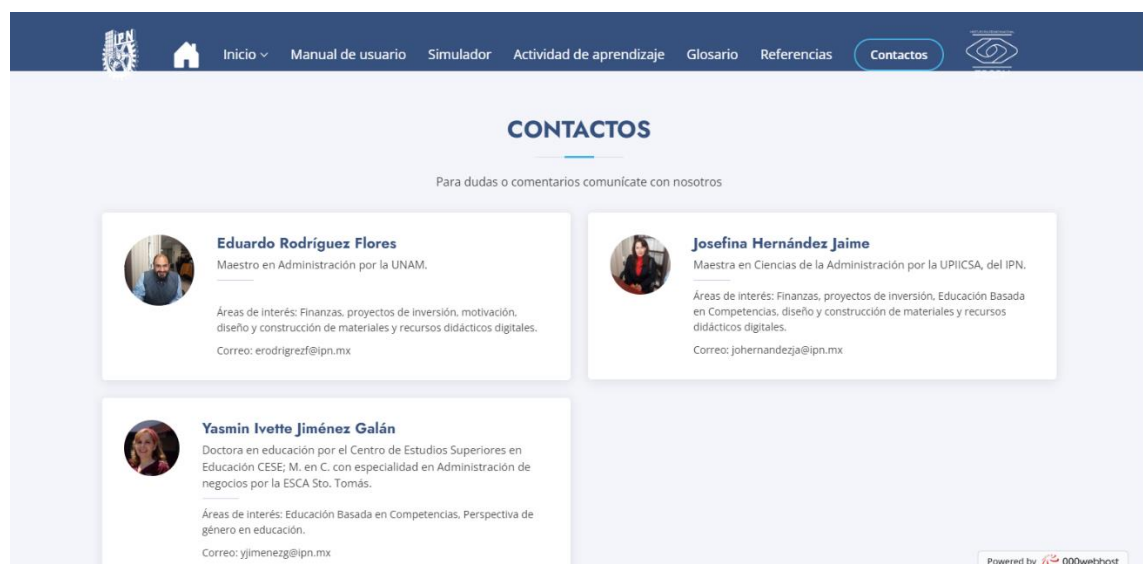 IPN
Inicio
Manual de usuario
Simulador
Actividad de aprendizaje
Glosario
Referencias
Contactos
CONTACTOS
Para dudas o comentarios comunícate con nosotros
Eduardo Rodríguez Flores
Maestro en Administración por la UNAM.
Áreas de interés: Finanzas, proyectos de inversión, motivación,
diseño y construcción de materiales y recursos didácticos digitales.
Correo: erodrigrezf@ipn.mx
Josefina Hernández Jaime
Maestra en Ciencias de la Administración por la UPIICSA, del IPN.
Áreas de interés: Finanzas, proyectos de inversión, Educación Basada
en Competencias, diseño y construcción de materiales y recursos
didácticos digitales.
Correo: johernandezja@ipn.mx
Yasmin Ivette Jiménez Galán
Doctora en educación por el Centro de Estudios Superiores en
Educación CESE; M. en C. con especialidad en Administración de
negocios por la ESCA Sto. Tomás.
Áreas de interés: Educación Basada en Competencias, Perspectiva de
género en educación.
Correo: yjimenezg@ipn.mx
Powered by 000webhost